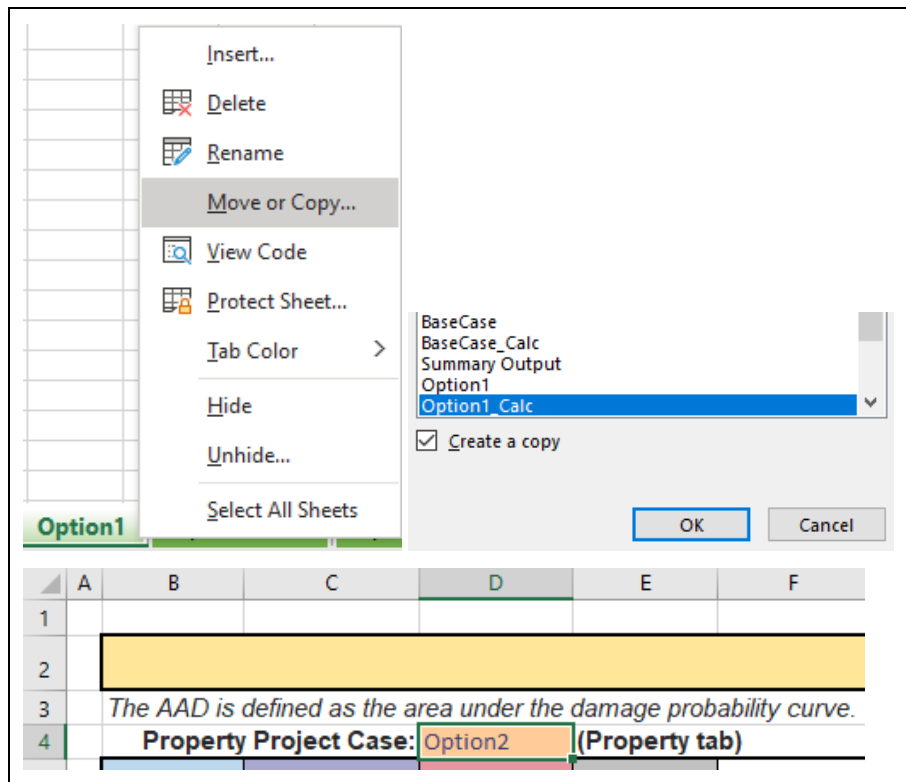 Insert...
Delete
Rename
Move or Copy...
View Code
Protect Sheet...
Tab Color >
Hide
Unhide...
Select All Sheets
Option1
BaseCase
BaseCase_Calc
Summary Output
Option1
Option1_Calc
Create a copy
OK Cancel
A B C D E F
1
2
3 The AAD is defined as the area under the damage probability curve.
4 Property Project Case: Option2 (Property tab)